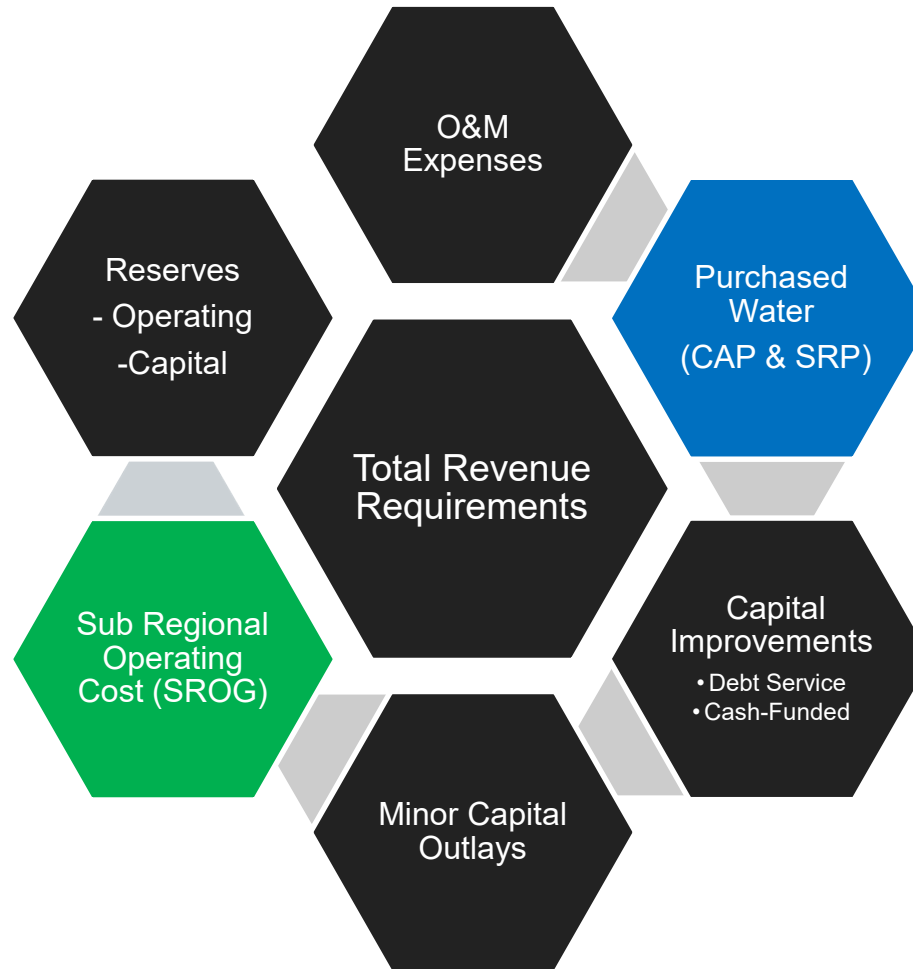 O&M
Expenses
Purchased
Water
(CAP & SRP)
Capital
Improvements
• Debt Service
• Cash-Funded
Minor Capital
Outlays
Sub Regional
Operating
Cost (SROG)
Reserves
- Operating
-Capital
Total Revenue
Requirements